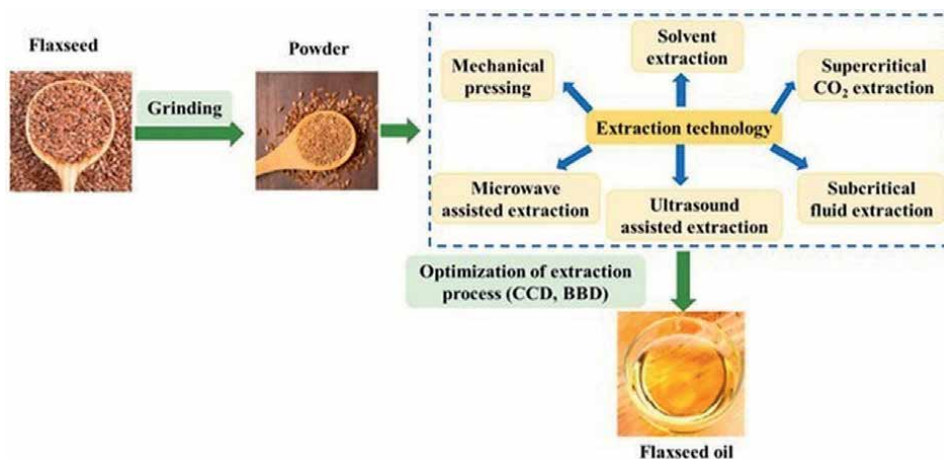 Flaxseed
Grinding
Powder
Mechanical
pressing
Solvent
extraction
Supercritical
CO₂ extraction
Extraction technology
Microwave
assisted extraction
Ultrasound
assisted extraction
Subcritical
fluid extraction
Optimization of extraction
process (CCD, BBD)
Flaxseed oil